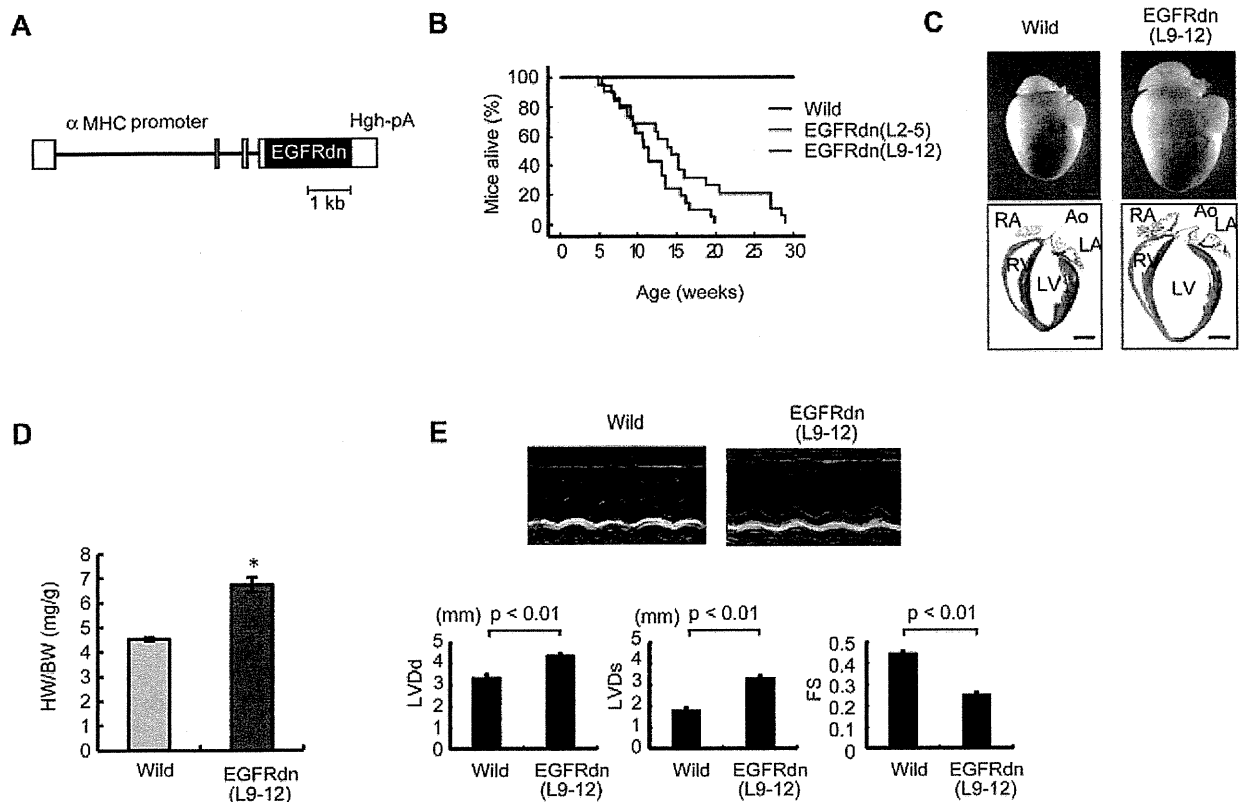 A
α MHC promoter
Hgh-pA
EGFRdn
1 kb
B
Mice alive (%)
100
80
60
40
20
0
0 5 10 15 20 25 30
Age (weeks)
Wild
EGFRdn(L2-5)
EGFRdn(L9-12)
C
Wild
EGFRdn
(L9-12)
RA
Ao
LA
RV
LV
RA
Ao
LA
RV
LV
D
HW/BW (mg/g)
8
7
6
5
4
3
2
1
0
*
Wild
EGFRdn
(L9-12)
E
Wild
EGFRdn
(L9-12)
(mm) p < 0.01
LVDd
5
4
3
2
1
0
Wild
EGFRdn
(L9-12)
(mm) p < 0.01
LVDs
5
4
3
2
1
0
Wild
EGFRdn
(L9-12)
p < 0.01
FS
0.5
0.4
0.3
0.2
0.1
0
Wild
EGFRdn
(L9-12)